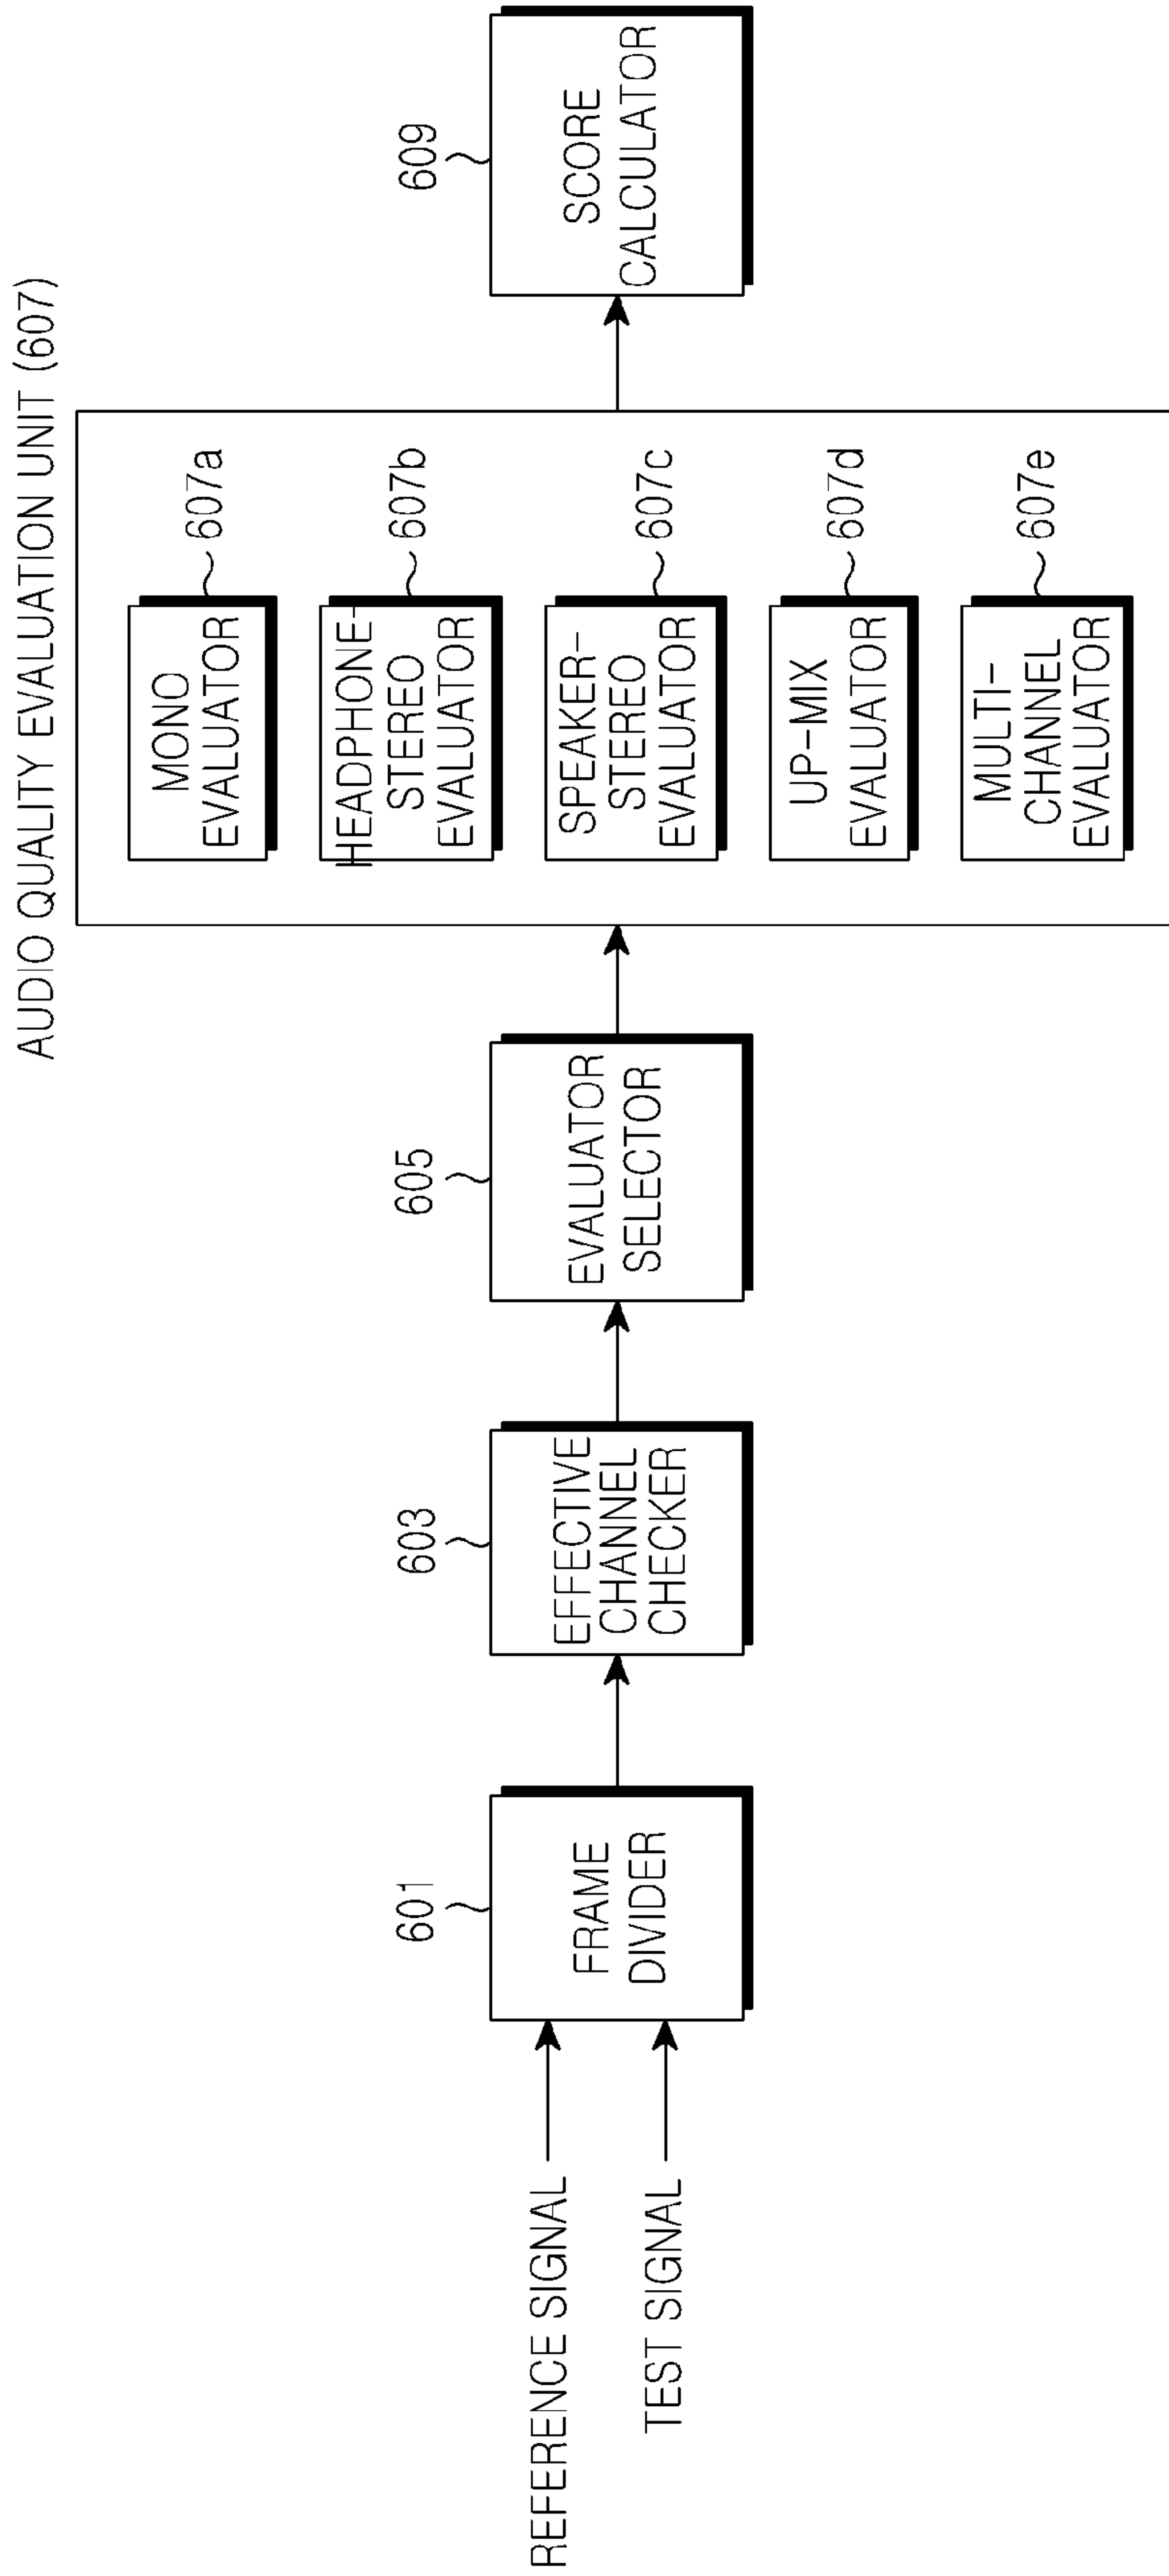 AUDIO QUALITY EVALUATION UNIT (607)
REFERENCE SIGNAL
TEST SIGNAL
601
FRAME
DIVIDER
603
EFFECTIVE
CHANNEL
CHECKER
605
EVALUATOR
SELECTOR
MONO
EVALUATOR
607a
HEADPHONE-
STEREO
EVALUATOR
607b
SPEAKER-
STEREO
EVALUATOR
607c
UP-MIX
EVALUATOR
607d
MULTI-
CHANNEL
EVALUATOR
607e
609
SCORE
CALCULATOR